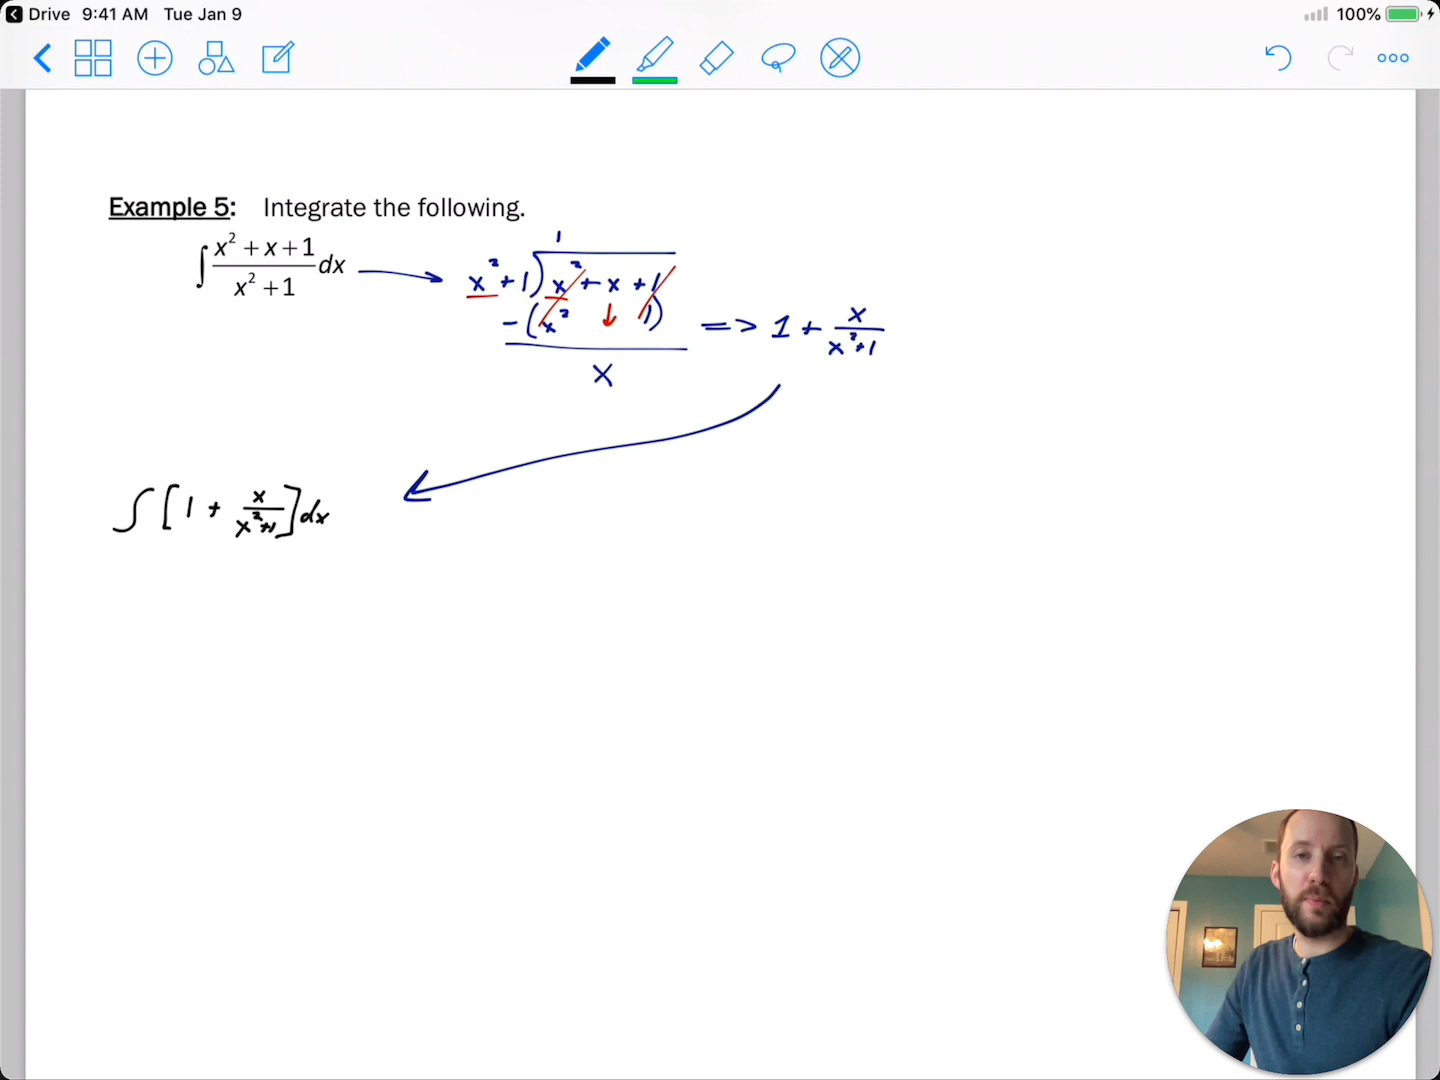 Drive 9:41 AM Tue Jan 9 100%
Example 5: Integrate the following.
∫ (x² + x + 1)/(x² + 1) dx
1
x² + 1 ) x² + x + 1
- ( x² ↓ 1 )
x
=> 1 + x/(x²+1)
∫ [ 1 + x/(x²+1) ] dx